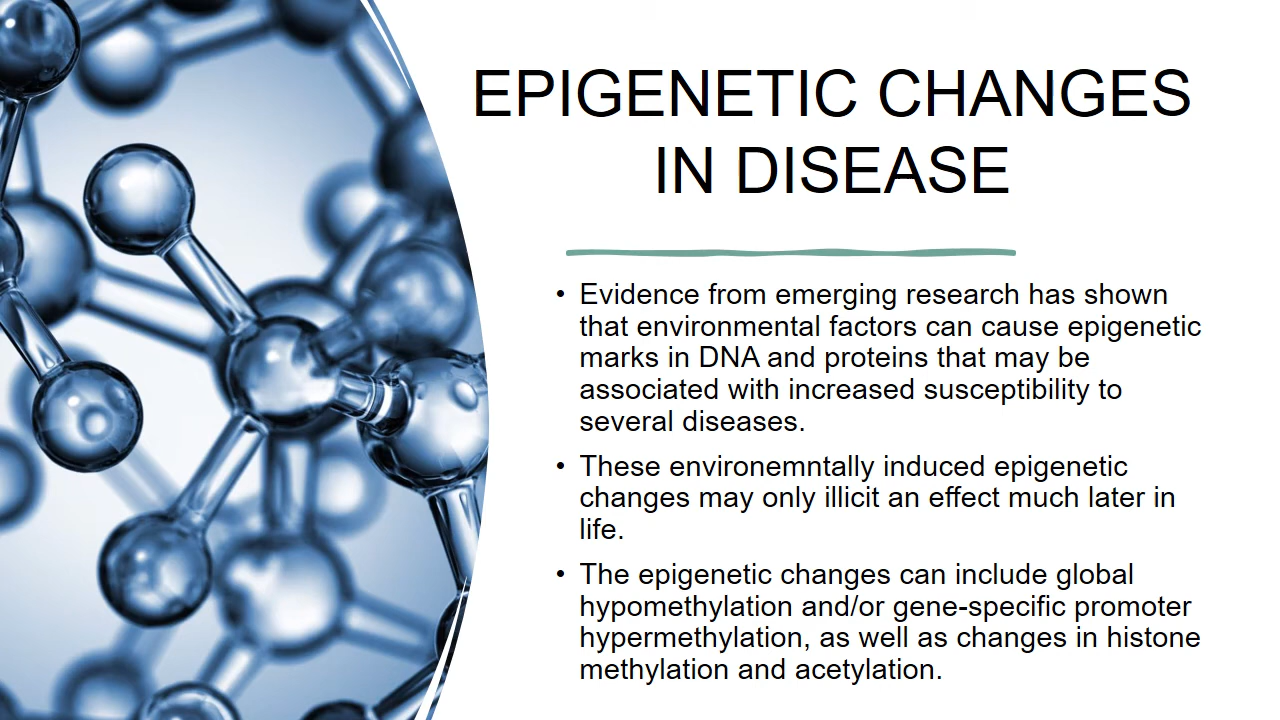 EPIGENETIC CHANGES
IN DISEASE
• Evidence from emerging research has shown
that environmental factors can cause epigenetic
marks in DNA and proteins that may be
associated with increased susceptibility to
several diseases.
• These environemntally induced epigenetic
changes may only illicit an effect much later in
life.
• The epigenetic changes can include global
hypomethylation and/or gene-specific promoter
hypermethylation, as well as changes in histone
methylation and acetylation.